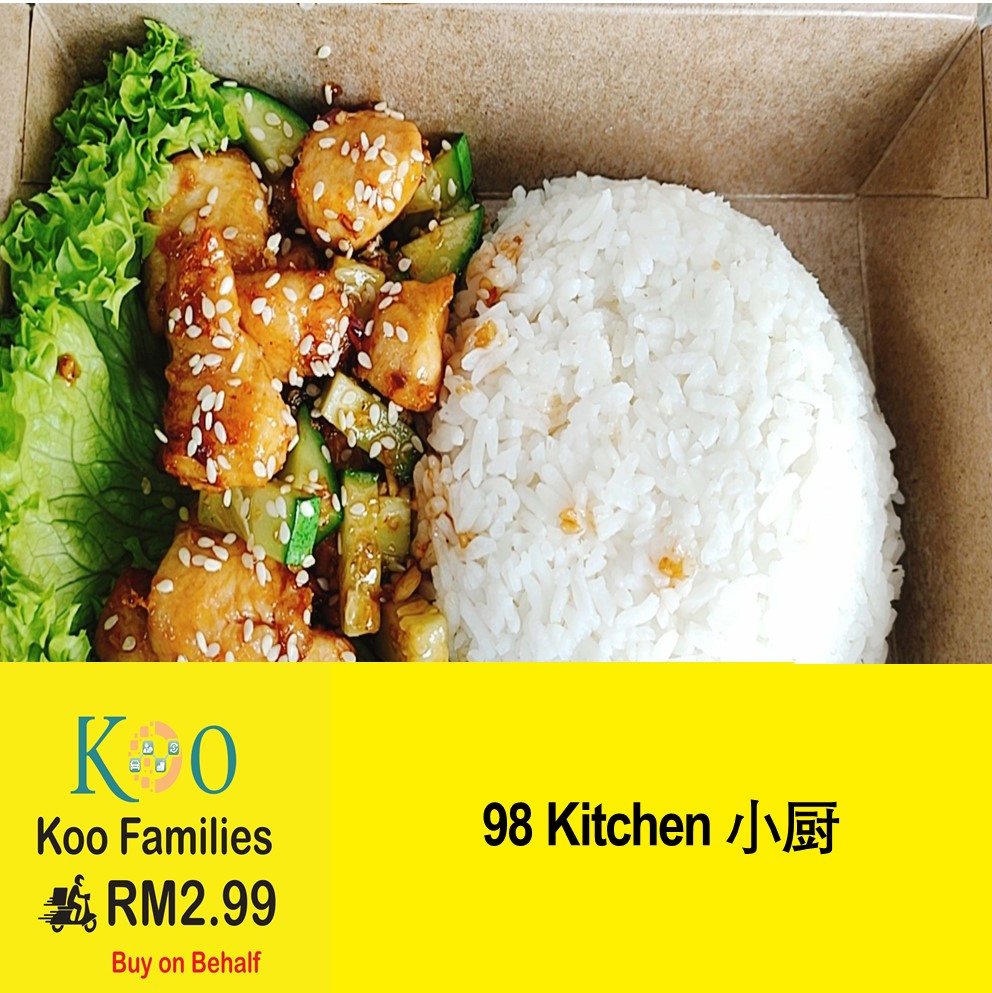 Koo
Koo Families
RM2.99
Buy on Behalf
98 Kitchen 小厨